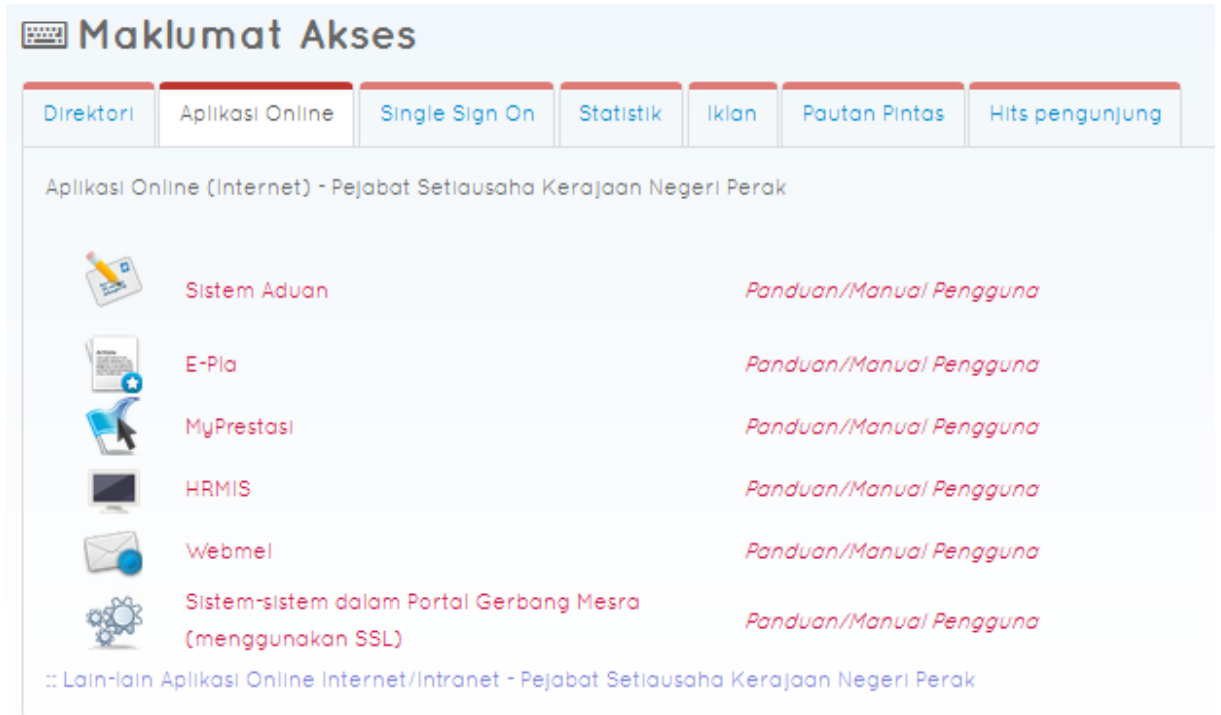 Maklumat Akses
Direktori Aplikasi Online Single Sign On Statistik Iklan Pautan Pintas Hits pengunjung
Aplikasi Online (Internet) - Pejabat Setiausaha Kerajaan Negeri Perak
Sistem Aduan Panduan/Manual Pengguna
E-Pla Panduan/Manual Pengguna
MyPrestasi Panduan/Manual Pengguna
HRMIS Panduan/Manual Pengguna
Webmel Panduan/Manual Pengguna
Sistem-sistem dalam Portal Gerbang Mesra
(menggunakan SSL) Panduan/Manual Pengguna
:: Lain-lain Aplikasi Online Internet/Intranet - Pejabat Setiausaha Kerajaan Negeri Perak